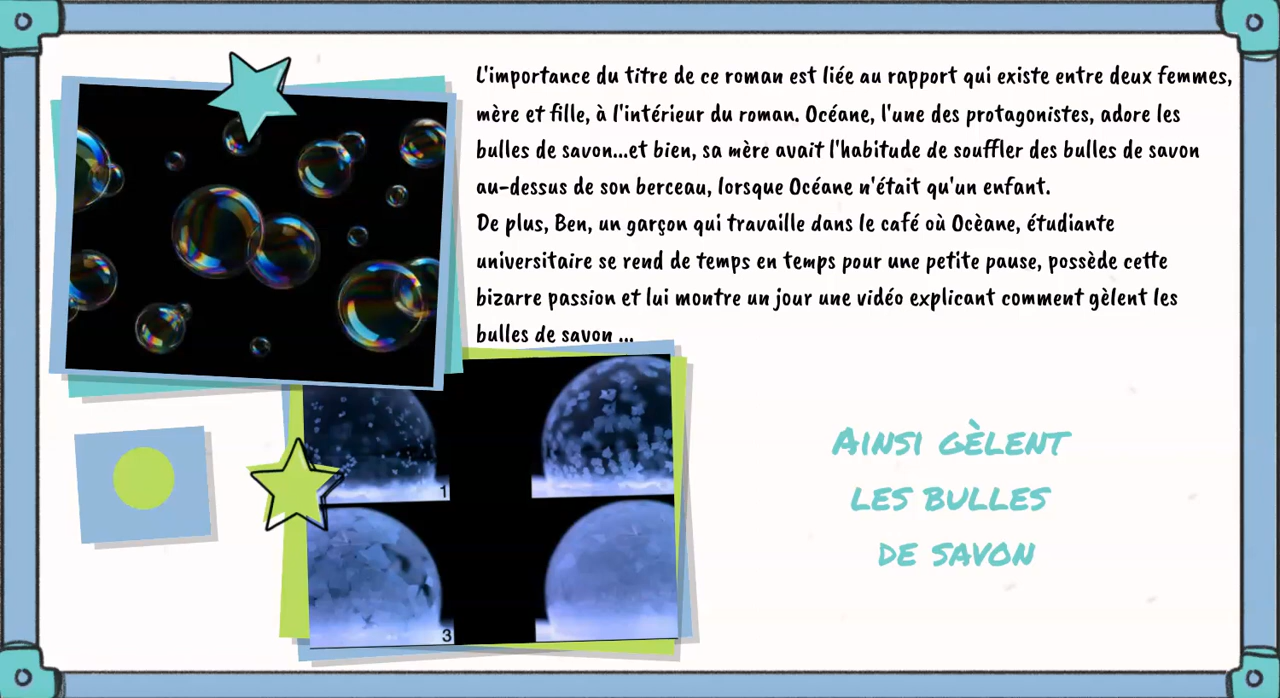 L'importance du titre de ce roman est liée au rapport qui existe entre deux femmes,
mère et fille, à l'intérieur du roman. Océane, l'une des protagonistes, adore les
bulles de savon...et bien, sa mère avait l'habitude de souffler des bulles de savon
au-dessus de son berceau, lorsque Océane n'était qu'un enfant.
De plus, Ben, un garçon qui travaille dans le café où Ocèane, étudiante
universitaire se rend de temps en temps pour une petite pause, possède cette
bizarre passion et lui montre un jour une vidéo explicant comment gèlent les
bulles de savon ...
1
3
AINSI GÈLENT
LES BULLES
DE SAVON